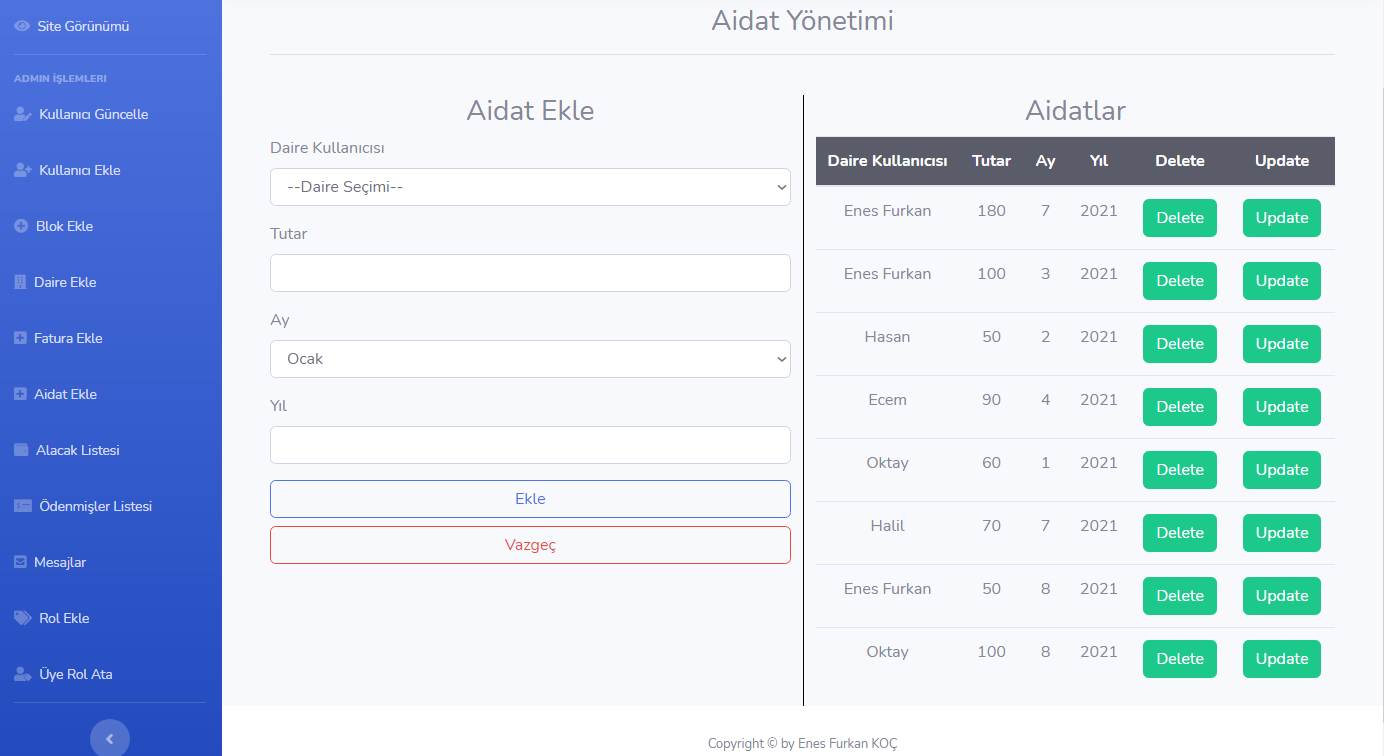 Site Görünümü
ADMIN İŞLEMLERI
Kullanıcı Güncelle
Kullanıcı Ekle
Blok Ekle
Daire Ekle
Fatura Ekle
Aidat Ekle
Alacak Listesi
Ödenmişler Listesi
Mesajlar
Rol Ekle
Üye Rol Ata
Aidat Yönetimi
Aidat Ekle
Daire Kullanıcısı
--Daire Seçimi--
Tutar
Ay
Ocak
Yıl
Ekle
Vazgeç
Aidatlar
Daire Kullanıcısı Tutar Ay Yıl Delete Update
Enes Furkan 180 7 2021 Delete Update
Enes Furkan 100 3 2021 Delete Update
Hasan 50 2 2021 Delete Update
Ecem 90 4 2021 Delete Update
Oktay 60 1 2021 Delete Update
Halil 70 7 2021 Delete Update
Enes Furkan 50 8 2021 Delete Update
Oktay 100 8 2021 Delete Update
Copyright © by Enes Furkan KOÇ